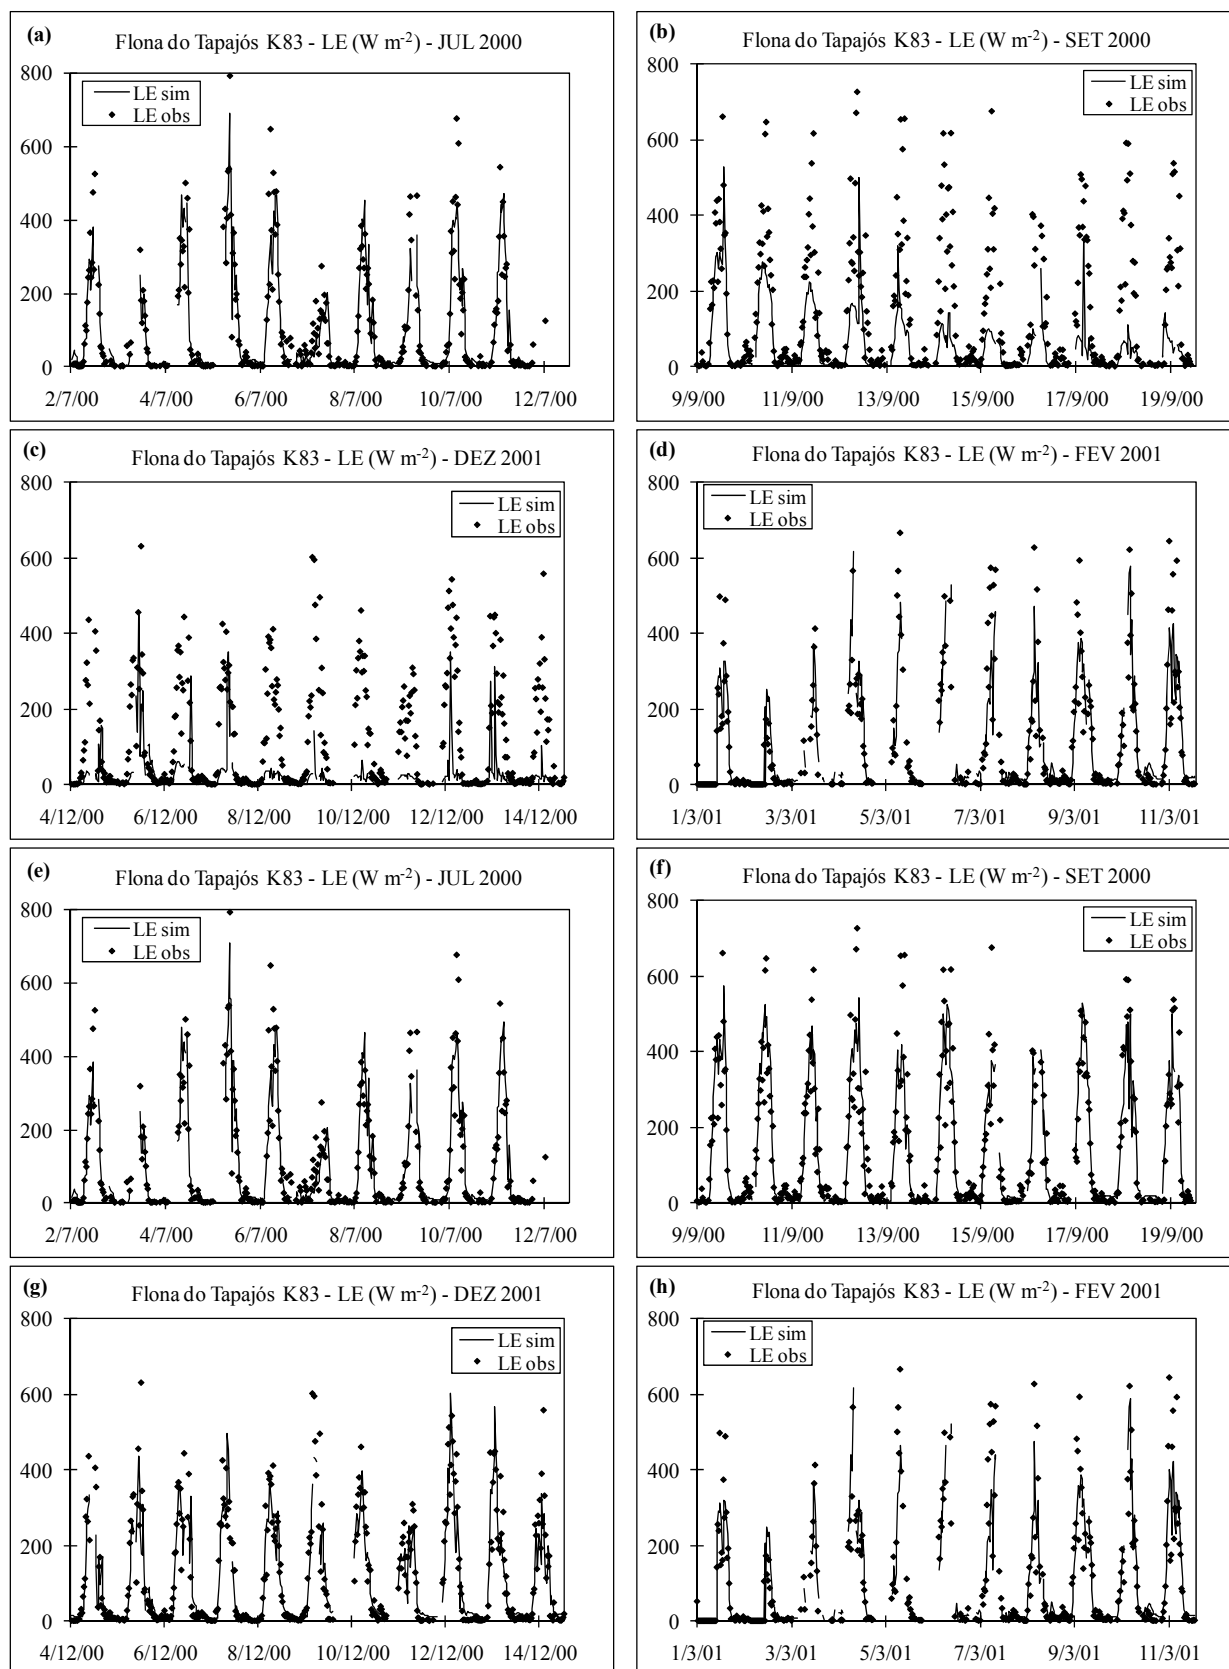 (a)
Flona do Tapajós K83 - LE (W m-2) - JUL 2000
800
600
400
200
0
LE sim
LE obs
2/7/00 4/7/00 6/7/00 8/7/00 10/7/00 12/7/00
(b)
Flona do Tapajós K83 - LE (W m-2) - SET 2000
800
600
400
200
0
LE sim
LE obs
9/9/00 11/9/00 13/9/00 15/9/00 17/9/00 19/9/00
(c)
Flona do Tapajós K83 - LE (W m-2) - DEZ 2001
800
600
400
200
0
LE sim
LE obs
4/12/00 6/12/00 8/12/00 10/12/00 12/12/00 14/12/00
(d)
Flona do Tapajós K83 - LE (W m-2) - FEV 2001
800
600
400
200
0
LE sim
LE obs
1/3/01 3/3/01 5/3/01 7/3/01 9/3/01 11/3/01
(e)
Flona do Tapajós K83 - LE (W m-2) - JUL 2000
800
600
400
200
0
LE sim
LE obs
2/7/00 4/7/00 6/7/00 8/7/00 10/7/00 12/7/00
(f)
Flona do Tapajós K83 - LE (W m-2) - SET 2000
800
600
400
200
0
LE sim
LE obs
9/9/00 11/9/00 13/9/00 15/9/00 17/9/00 19/9/00
(g)
Flona do Tapajós K83 - LE (W m-2) - DEZ 2001
800
600
400
200
0
LE sim
LE obs
4/12/00 6/12/00 8/12/00 10/12/00 12/12/00 14/12/00
(h)
Flona do Tapajós K83 - LE (W m-2) - FEV 2001
800
600
400
200
0
LE sim
LE obs
1/3/01 3/3/01 5/3/01 7/3/01 9/3/01 11/3/01